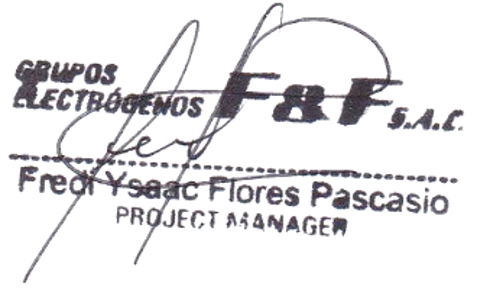 GRUPOS
ELECTRÓGENOS F&F S.A.C.
Fredi Ysaac Flores Pascasio
PROJECT MANAGER